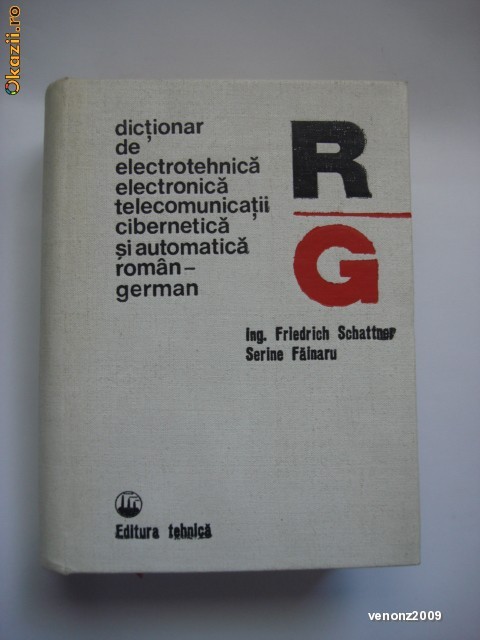 Okazii.ro
dicționar
de
electrotehnică
electronică
telecomunicații
cibernetică
și automatică
român-
german
R
G
Ing. Friedrich Schattner
Serine Făinaru
Editura tehnică
venonz2009